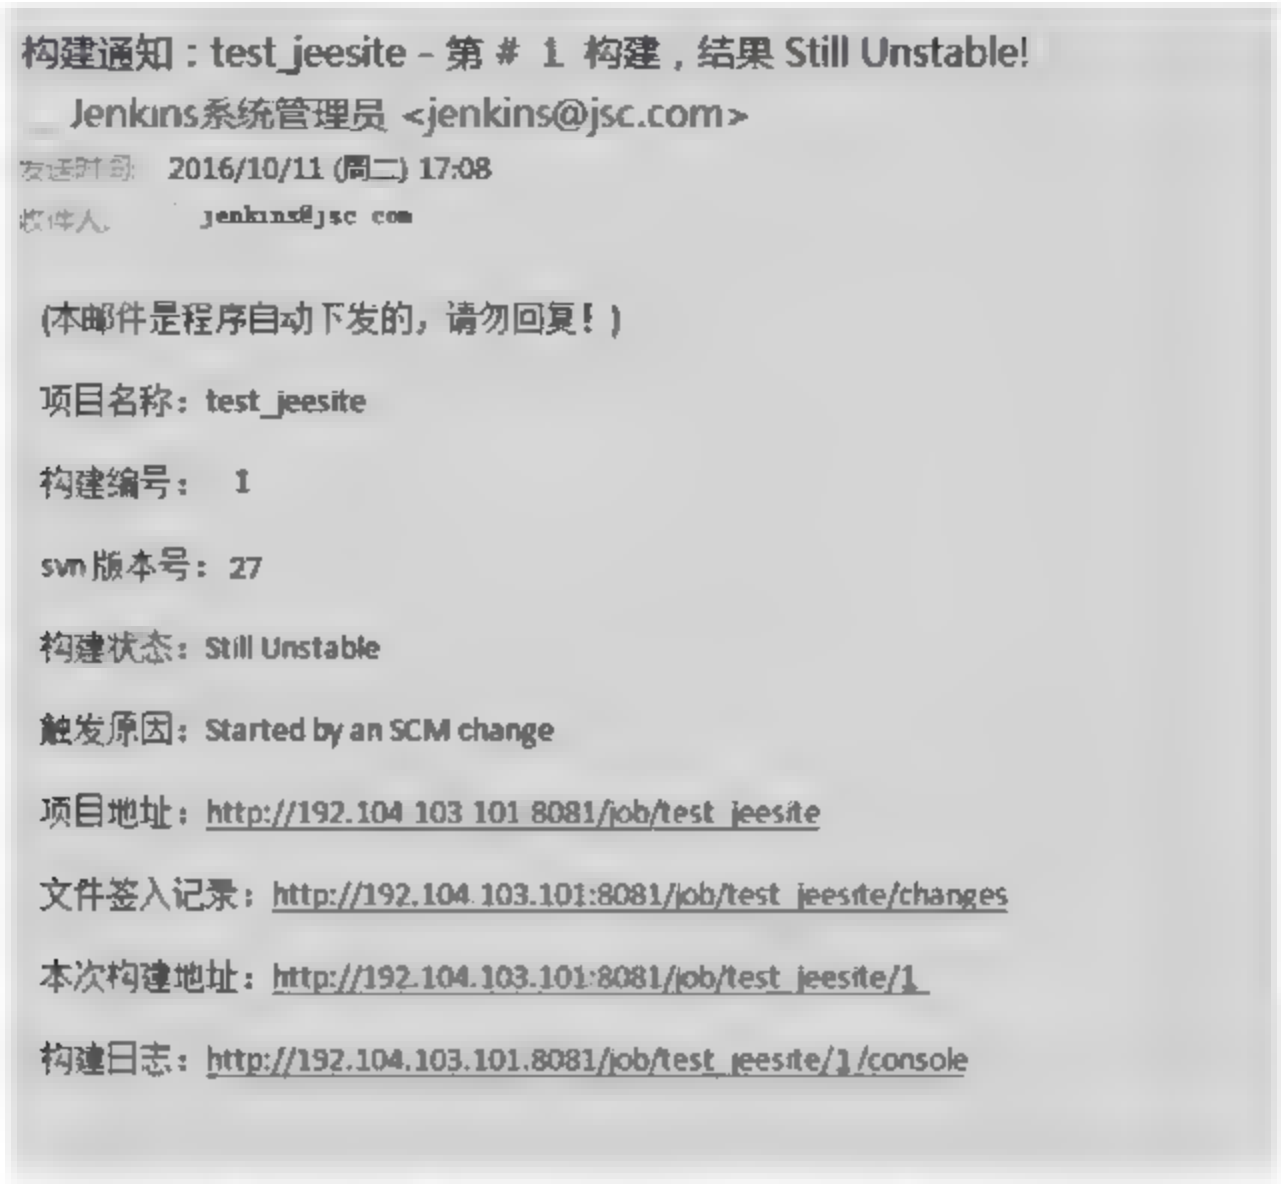 构建通知：test_jeesite - 第 # 1 构建，结果 Still Unstable!
Jenkins系统管理员 <jenkins@jsc.com>
发送时间: 2016/10/11 (周二) 17:08
收件人: jenkins@jsc com
(本邮件是程序自动下发的，请勿回复！)
项目名称：test_jeesite
构建编号： 1
svn 版本号：27
构建状态：Still Unstable
触发原因：Started by an SCM change
项目地址：http://192.104 103 101 8081/job/test_jeesite
文件签入记录：http://192.104.103.101:8081/job/test_jeesite/changes
本次构建地址：http://192.104.103.101:8081/job/test_jeesite/1
构建日志：http://192.104.103.101.8081/job/test_jeesite/1/console